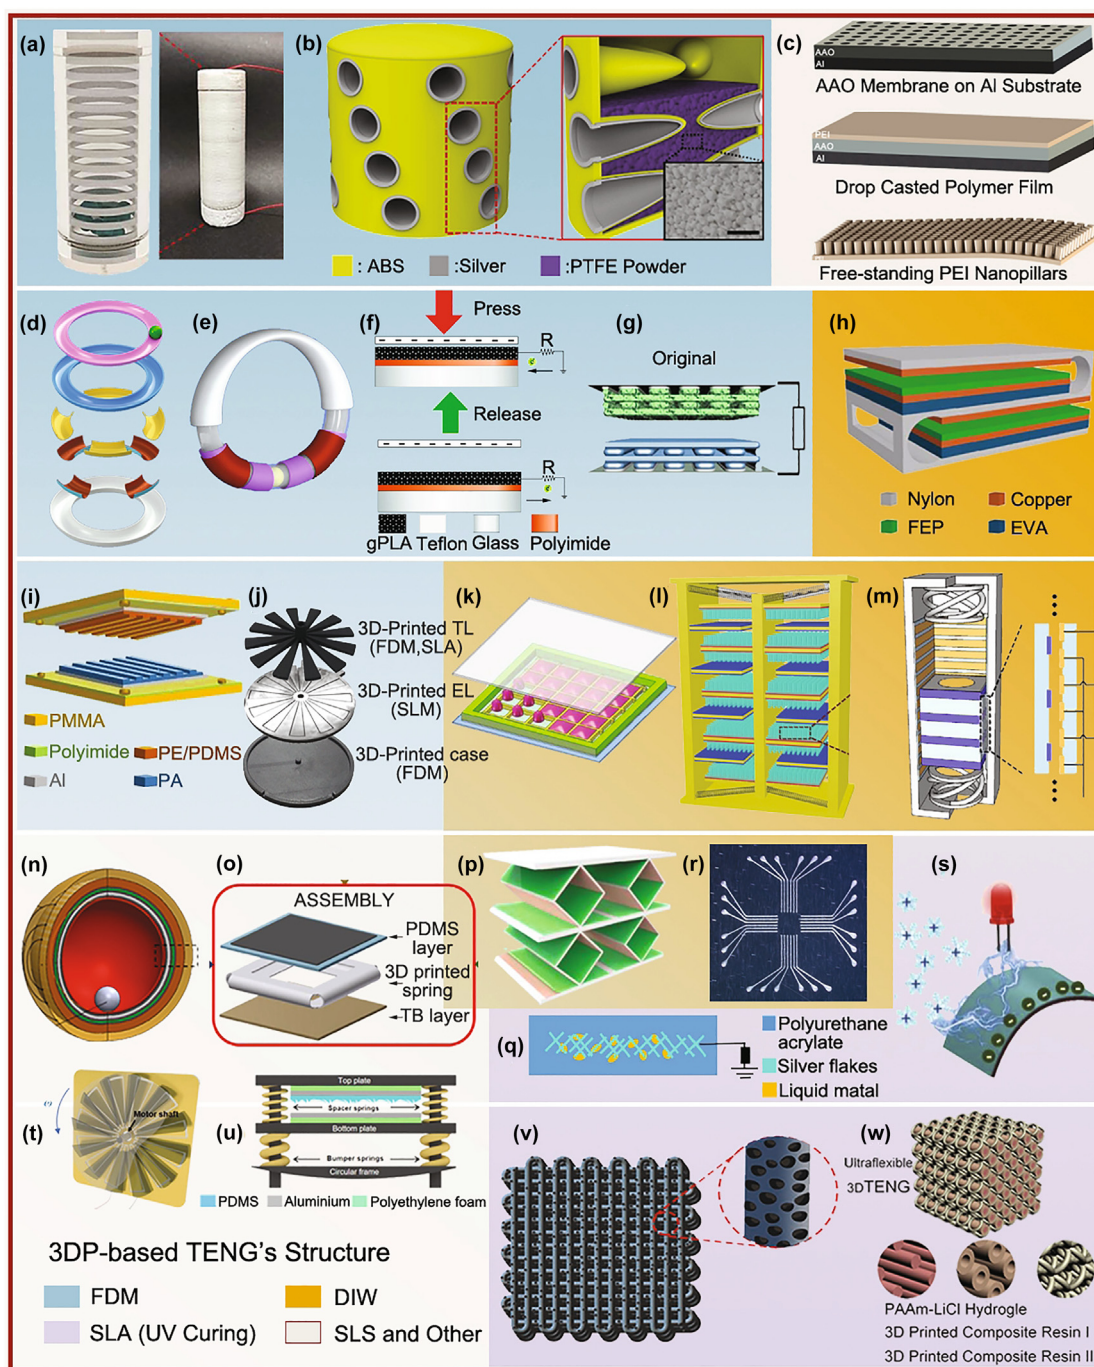 (a)
(b)
: ABS :Silver :PTFE Powder
(c)
AAO
Al
AAO Membrane on Al Substrate
PEI
AAO
Al
Drop Casted Polymer Film
Free-standing PEI Nanopillars
(d)
(e)
(f)
Press
R
e
Release
R
e
gPLA Teflon Glass Polyimide
(g)
Original
(h)
Nylon Copper
FEP EVA
(i)
PMMA
Polyimide PE/PDMS
Al PA
(j)
3D-Printed TL
(FDM,SLA)
3D-Printed EL
(SLM)
3D-Printed case
(FDM)
(k)
(l)
(m)
(n)
(o)
ASSEMBLY
PDMS
layer
3D printed
spring
TB layer
(p)
(r)
(s)
(q)
Polyurethane
acrylate
Silver flakes
Liquid matal
(t)
ω
Motor shaft
(u)
Top plate
Spacer springs
Bottom plate
Bumper springs
Circular frame
PDMS Aluminium Polyethylene foam
(v)
(w)
Ultraflexible
3DTENG
PAAm-LiCl Hydrogle
3D Printed Composite Resin I
3D Printed Composite Resin II
3DP-based TENG's Structure
FDM DIW
SLA (UV Curing) SLS and Other